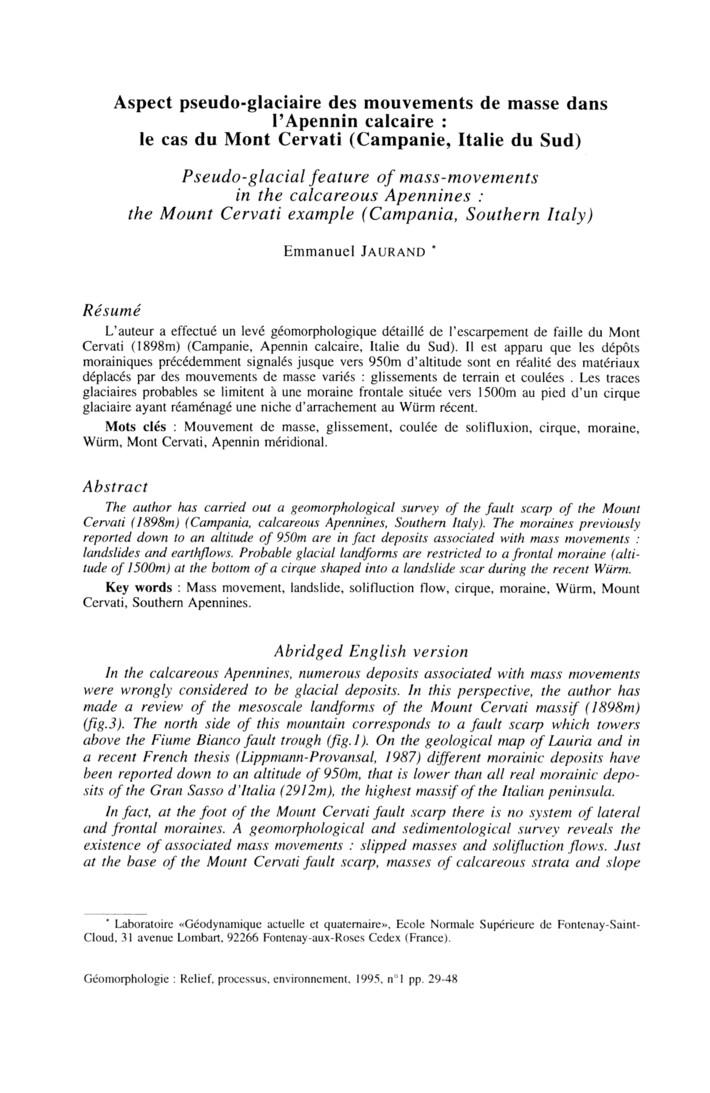 Aspect pseudo-glaciaire des mouvements de masse dans
l'Apennin calcaire :
le cas du Mont Cervati (Campanie, Italie du Sud)
Pseudo-glacial feature of mass-movements
in the calcareous Apennines :
the Mount Cervati example (Campania, Southern Italy)
Emmanuel JAURAND *
Résumé
L'auteur a effectué un levé géomorphologique détaillé de l'escarpement de faille du Mont
Cervati (1898m) (Campanie, Apennin calcaire, Italie du Sud). Il est apparu que les dépôts
morainiques précédemment signalés jusque vers 950m d'altitude sont en réalité des matériaux
déplacés par des mouvements de masse variés : glissements de terrain et coulées . Les traces
glaciaires probables se limitent à une moraine frontale située vers 1500m au pied d'un cirque
glaciaire ayant réaménagé une niche d'arrachement au Würm récent.
Mots clés : Mouvement de masse, glissement, coulée de solifluxion, cirque, moraine,
Würm, Mont Cervati, Apennin méridional.
Abstract
The author has carried out a geomorphological survey of the fault scarp of the Mount
Cervati (1898m) (Campania, calcareous Apennines, Southern Italy). The moraines previously
reported down to an altitude of 950m are in fact deposits associated with mass movements :
landslides and earthflows. Probable glacial landforms are restricted to a frontal moraine (alti-
tude of 1500m) at the bottom of a cirque shaped into a landslide scar during the recent Würm.
Key words : Mass movement, landslide, solifluction flow, cirque, moraine, Würm, Mount
Cervati, Southern Apennines.
Abridged English version
In the calcareous Apennines, numerous deposits associated with mass movements
were wrongly considered to be glacial deposits. In this perspective, the author has
made a review of the mesoscale landforms of the Mount Cervati massif (1898m)
(fig.3). The north side of this mountain corresponds to a fault scarp which towers
above the Fiume Bianco fault trough (fig.1). On the geological map of Lauria and in
a recent French thesis (Lippmann-Provansal, 1987) different morainic deposits have
been reported down to an altitude of 950m, that is lower than all real morainic depo-
sits of the Gran Sasso d'Italia (2912m), the highest massif of the Italian peninsula.
In fact, at the foot of the Mount Cervati fault scarp there is no system of lateral
and frontal moraines. A geomorphological and sedimentological survey reveals the
existence of associated mass movements : slipped masses and solifluction flows. Just
at the base of the Mount Cervati fault scarp, masses of calcareous strata and slope
* Laboratoire «Géodynamique actuelle et quaternaire», Ecole Normale Supérieure de Fontenay-Saint-
Cloud, 31 avenue Lombart, 92266 Fontenay-aux-Roses Cedex (France).
Géomorphologie : Relief, processus, environnement, 1995, n°1 pp. 29-48